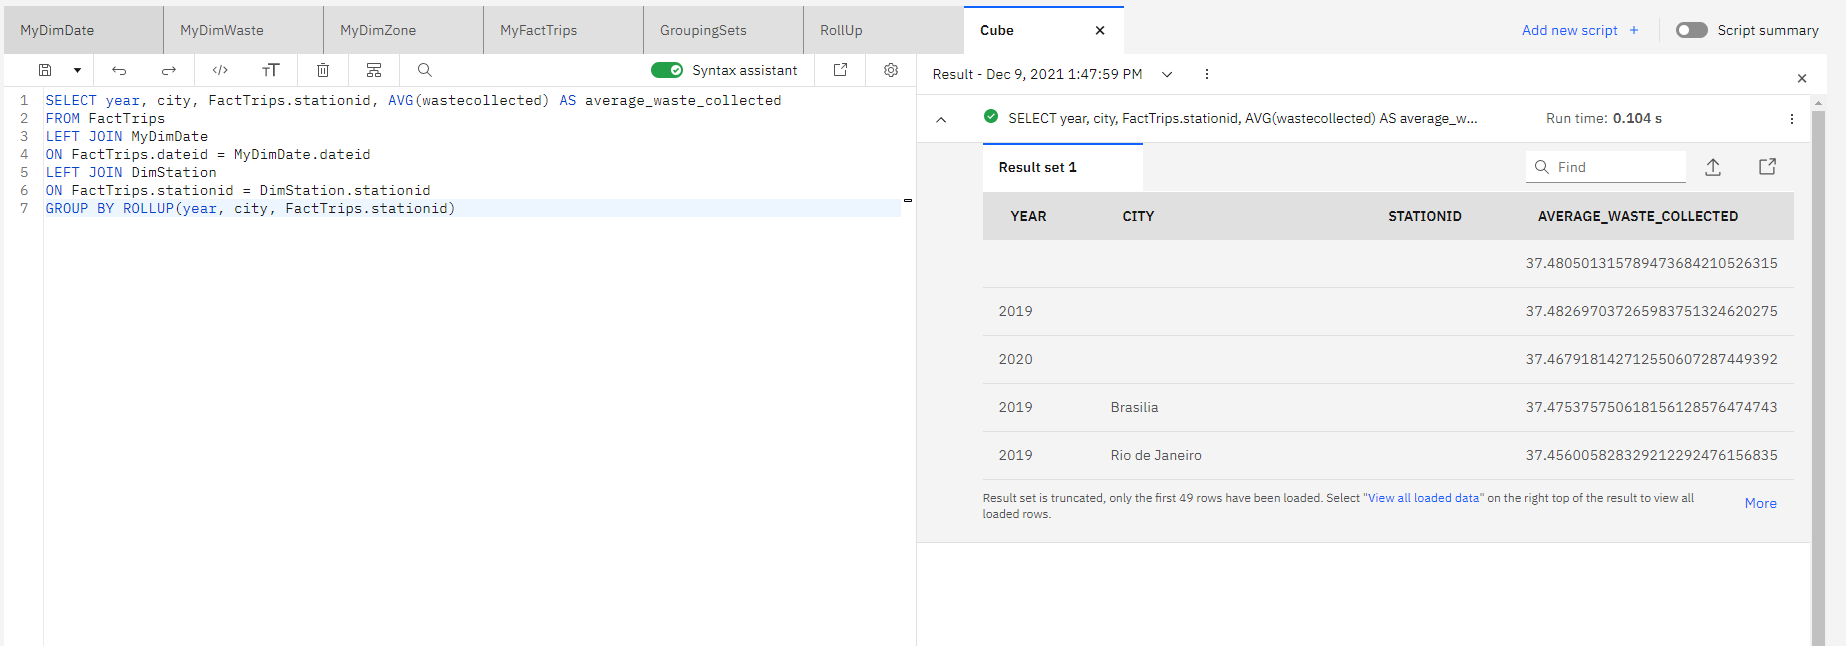 MyDimDate MyDimWaste MyDimZone MyFactTrips GroupingSets RollUp Cube Add new script + Script summary
</> TT Syntax assistant
1 SELECT year, city, FactTrips.stationid, AVG(wastecollected) AS average_waste_collected
2 FROM FactTrips
3 LEFT JOIN MyDimDate
4 ON FactTrips.dateid = MyDimDate.dateid
5 LEFT JOIN DimStation
6 ON FactTrips.stationid = DimStation.stationid
7 GROUP BY ROLLUP(year, city, FactTrips.stationid)
Result - Dec 9, 2021 1:47:59 PM
SELECT year, city, FactTrips.stationid, AVG(wastecollected) AS average_w... Run time: 0.104 s
Result set 1 Find
YEAR CITY STATIONID AVERAGE_WASTE_COLLECTED
37.480501315789473684210526315
2019 37.482697037265983751324620275
2020 37.467918142712550607287449392
2019 Brasilia 37.475375750618156128576474743
2019 Rio de Janeiro 37.456005828329212292476156835
Result set is truncated, only the first 49 rows have been loaded. Select "View all loaded data" on the right top of the result to view all
loaded rows.
More